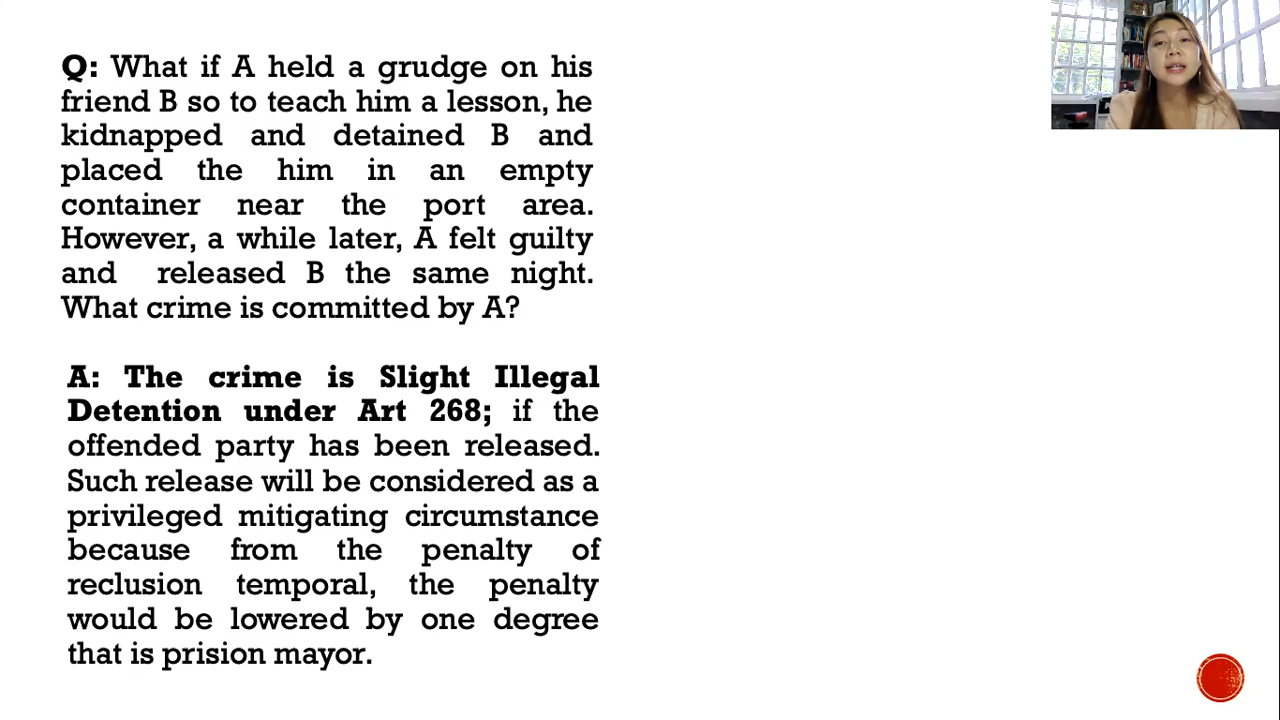 Q: What if A held a grudge on his
friend B so to teach him a lesson, he
kidnapped and detained B and
placed the him in an empty
container near the port area.
However, a while later, A felt guilty
and released B the same night.
What crime is committed by A?
A: The crime is Slight Illegal
Detention under Art 268; if the
offended party has been released.
Such release will be considered as a
privileged mitigating circumstance
because from the penalty of
reclusion temporal, the penalty
would be lowered by one degree
that is prision mayor.